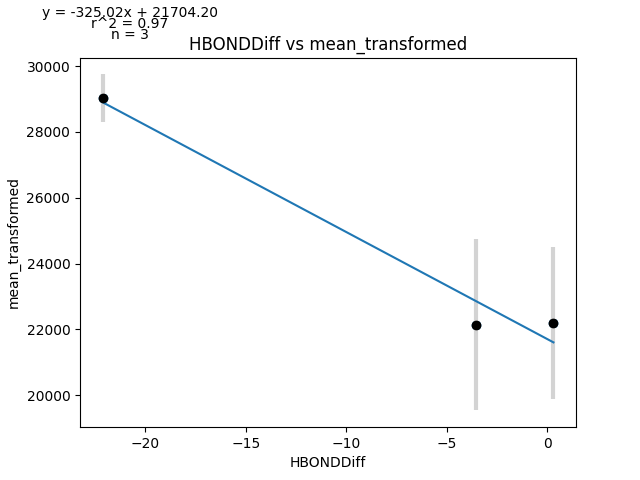 y = -325.02x + 21704.20
r^2 = 0.97
n = 3
HBONDDiff vs mean_transformed
30000
28000
26000
24000
22000
20000
mean_transformed
−20
−15
−10
−5
0
HBONDDiff